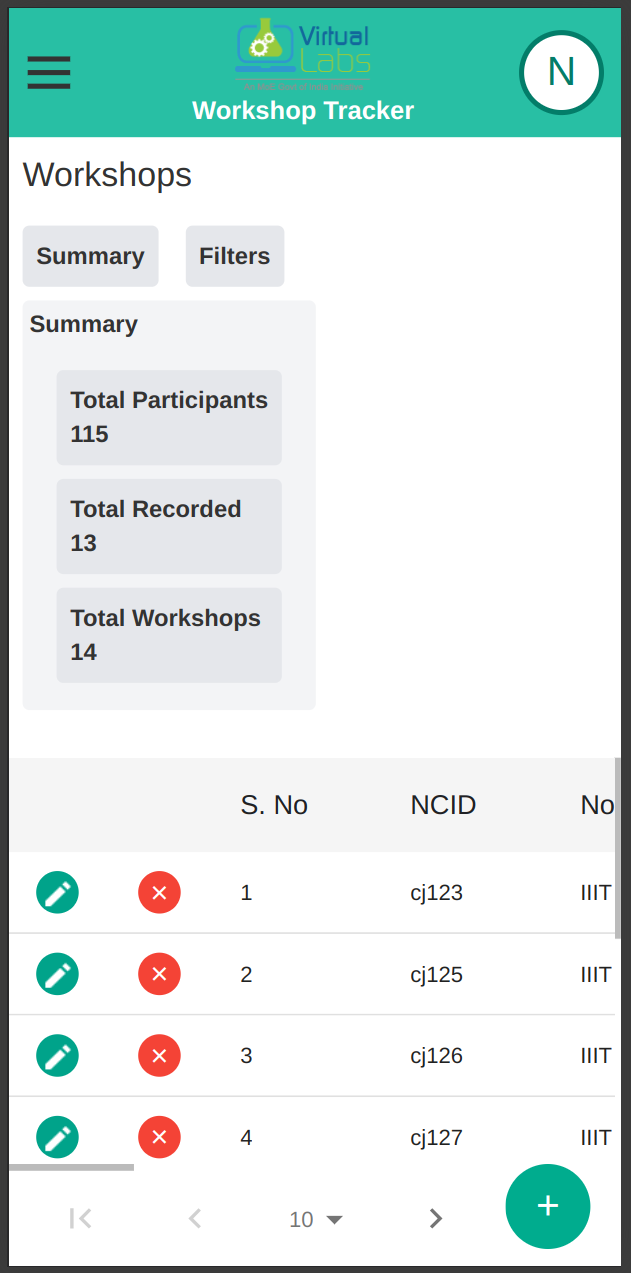 Virtual
Labs
Workshop Tracker
N
Workshops
Summary Filters
Summary
Total Participants
115
Total Recorded
13
Total Workshops
14
S. No NCID No
1 cj123 IIIT
2 cj125 IIIT
3 cj126 IIIT
4 cj127 IIIT
10